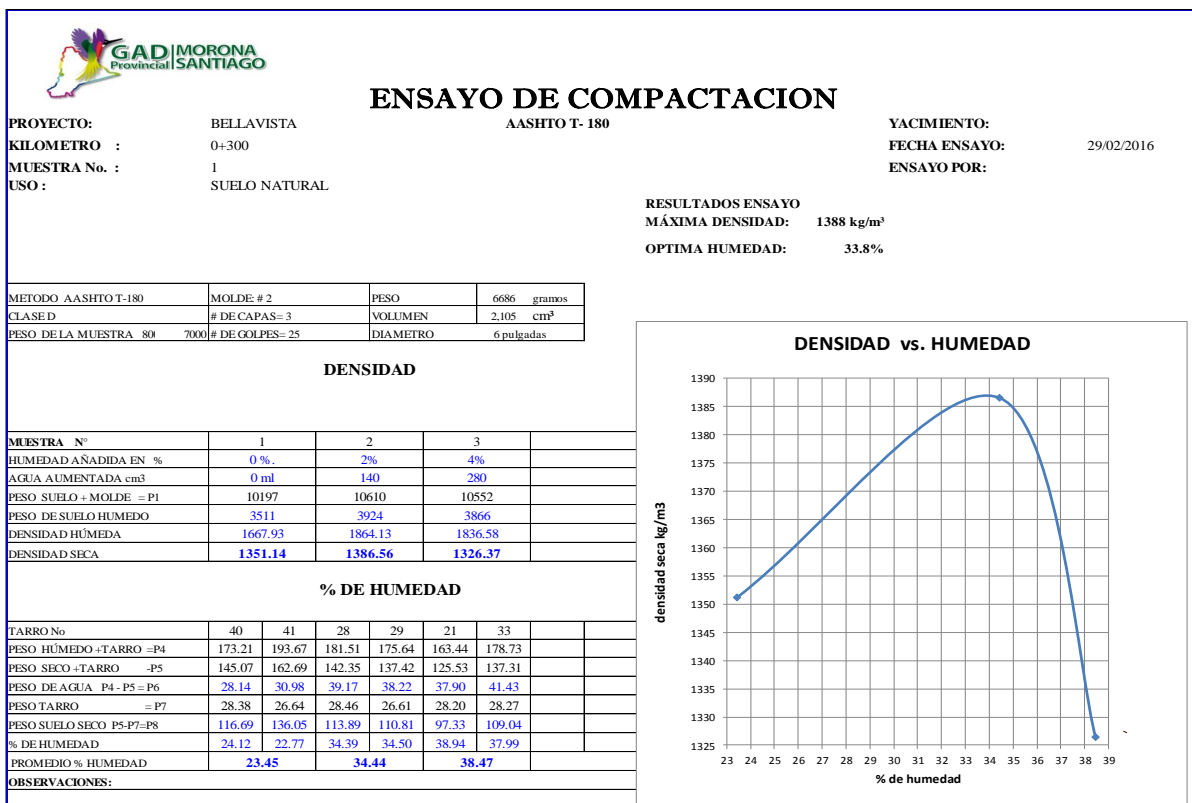 GAD MORONA
Provincial SANTIAGO
ENSAYO DE COMPACTACION
PROYECTO: BELLAVISTA AASHTO T- 180 YACIMIENTO:
KILOMETRO : 0+300 FECHA ENSAYO: 29/02/2016
MUESTRA No. : 1 ENSAYO POR:
USO : SUELO NATURAL
RESULTADOS ENSAYO
MÁXIMA DENSIDAD: 1388 kg/m³
OPTIMA HUMEDAD: 33.8%
METODO AASHTO T-180 MOLDE: # 2 PESO 6686 gramos
CLASE D # DE CAPAS= 3 VOLUMEN 2,105 cm³
PESO DE LA MUESTRA 80 7000 # DE GOLPES= 25 DIAMETRO 6 pulgadas
DENSIDAD
MUESTRA N° 1 2 3
HUMEDAD AÑADIDA EN % 0 %. 2% 4%
AGUA AUMENTADA cm3 0 ml 140 280
PESO SUELO + MOLDE = P1 10197 10610 10552
PESO DE SUELO HUMEDO 3511 3924 3866
DENSIDAD HÚMEDA 1667.93 1864.13 1836.58
DENSIDAD SECA 1351.14 1386.56 1326.37
% DE HUMEDAD
TARRO No 40 41 28 29 21 33
PESO HÚMEDO +TARRO =P4 173.21 193.67 181.51 175.64 163.44 178.73
PESO SECO +TARRO -P5 145.07 162.69 142.35 137.42 125.53 137.31
PESO DE AGUA P4 - P5 = P6 28.14 30.98 39.17 38.22 37.90 41.43
PESO TARRO = P7 28.38 26.64 28.46 26.61 28.20 28.27
PESO SUELO SECO P5-P7=P8 116.69 136.05 113.89 110.81 97.33 109.04
% DE HUMEDAD 24.12 22.77 34.39 34.50 38.94 37.99
PROMEDIO % HUMEDAD 23.45 34.44 38.47
OBSERVACIONES:
DENSIDAD vs. HUMEDAD
densidad seca kg/m3
1390
1385
1380
1375
1370
1365
1360
1355
1350
1345
1340
1335
1330
1325
23 24 25 26 27 28 29 30 31 32 33 34 35 36 37 38 39
% de humedad